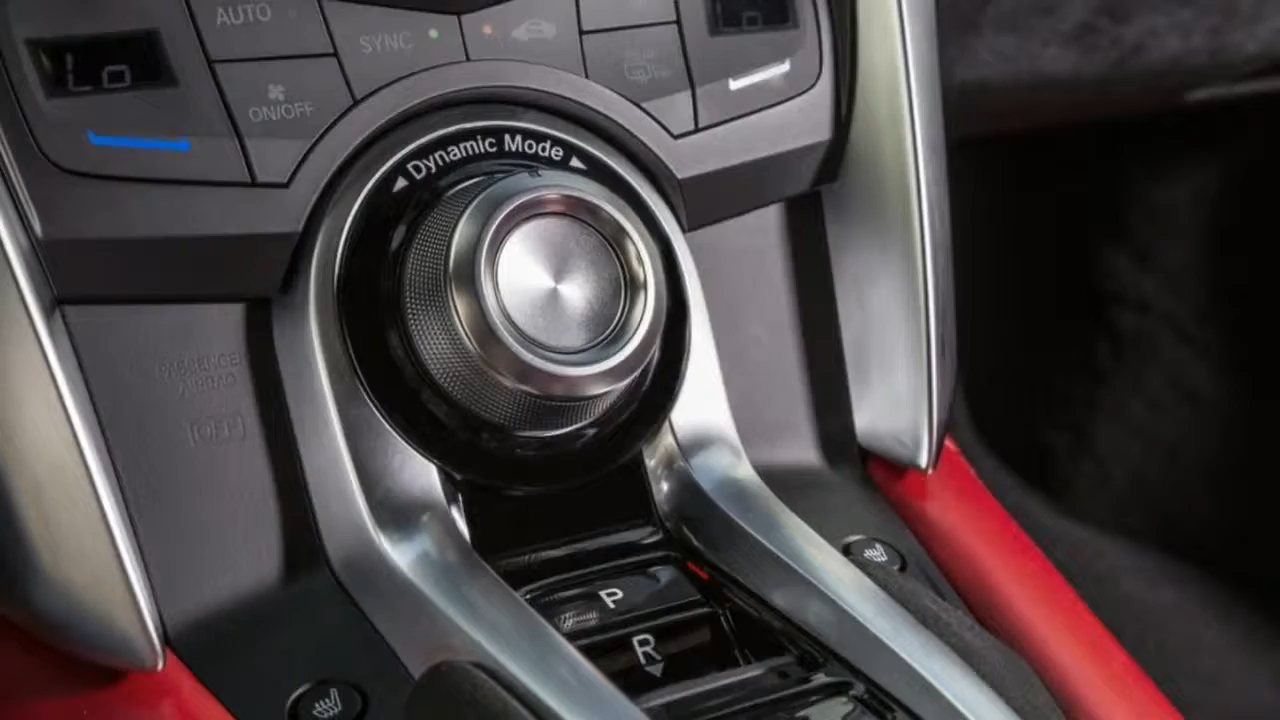 AUTO
Lo
SYNC
ON/OFF
◄Dynamic Mode►
PASSENGER
AIRBAG
[OFF]
P
R